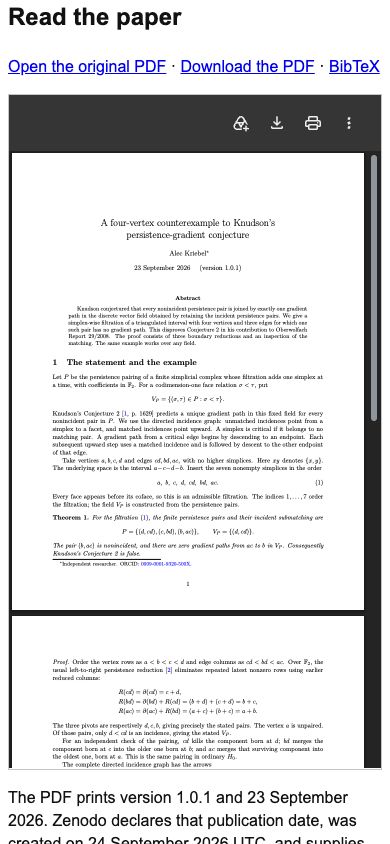 Read the paper
Open the original PDF · Download the PDF · BibTeX
A four-vertex counterexample to Knudson's
persistence-gradient conjecture
Alec Kriebel*
23 September 2026 (version 1.0.1)
Abstract
Knudson conjectured that every nonincident persistence pair is joined by exactly one gradient
path in the discrete vector field obtained by retaining the incident persistence pairs. We give a
simplex-wise filtration of a triangulated interval with four vertices and three edges for which one
such pair has no gradient path. This disproves Conjecture 2 in his contribution to Oberwolfach
Report 29/2008. The proof consists of three boundary reductions and an inspection of the
matching. The same example works over any field.
1 The statement and the example
Let P be the persistence pairing of a finite simplicial complex whose filtration adds one simplex at
a time, with coefficients in 𝔽₂. For a codimension-one face relation σ < τ, put
V_P = {(σ, τ) ∈ P : σ < τ}.
Knudson's Conjecture 2 [1, p. 1629] predicts a unique gradient path in this fixed field for every
nonincident pair in P. We use the directed incidence graph: unmatched incidences point from a
simplex to a facet, and matched incidences point upward. A simplex is critical if it belongs to no
matching pair. A gradient path from a critical edge begins by descending to an endpoint. Each
subsequent upward step uses a matched incidence and is followed by descent to the other endpoint
of that edge.
Take vertices a, b, c, d and edges cd, bd, ac, with no higher simplices. Here xy denotes {x, y}.
The underlying space is the interval a–c–d–b. Insert the seven nonempty simplices in the order
a, b, c, d, cd, bd, ac. (1)
Every face appears before its coface, so this is an admissible filtration. The indices 1, . . . , 7 order
the filtration; the field V_P is constructed from the persistence pairs.
Theorem 1. For the filtration (1), the finite persistence pairs and their incident submatching are
P = {(d, cd), (c, bd), (b, ac)}, V_P = {(d, cd)}.
The pair (b, ac) is nonincident, and there are zero gradient paths from ac to b in V_P. Consequently
Knudson's Conjecture 2 is false.
*Independent researcher. ORCID: 0009-0001-9320-500X.
1
Proof. Order the vertex rows as a < b < c < d and edge columns as cd < bd < ac. Over 𝔽₂, the
usual left-to-right persistence reduction [2] eliminates repeated latest nonzero rows using earlier
reduced columns:
R(cd) = ∂(cd) = c + d,
R(bd) = ∂(bd) + R(cd) = (b + d) + (c + d) = b + c,
R(ac) = ∂(ac) + R(bd) = (a + c) + (b + c) = a + b.
The three pivots are respectively d, c, b, giving precisely the stated pairs. The vertex a is unpaired.
Of those pairs, only d < cd is an incidence, giving the stated V_P.
For an independent check of the pairing, cd kills the component born at d; bd merges the
component born at c into the older one born at b; and ac merges that surviving component
into the oldest one, born at a. This is the same pairing in ordinary H₀.
The complete directed incidence graph has the arrows
The PDF prints version 1.0.1 and 23 September
2026. Zenodo declares that publication date, was
created on 24 September 2026 UTC, and supplies